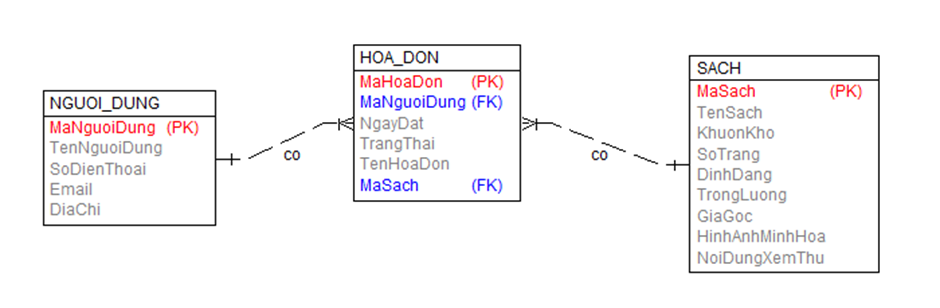 NGUOI_DUNG
MaNguoiDung (PK)
TenNguoiDung
SoDienThoai
Email
DiaChi
co
HOA_DON
MaHoaDon (PK)
MaNguoiDung (FK)
NgayDat
TrangThai
TenHoaDon
MaSach (FK)
co
SACH
MaSach (PK)
TenSach
KhuonKho
SoTrang
DinhDang
TrongLuong
GiaGoc
HinhAnhMinhHoa
NoiDungXemThu